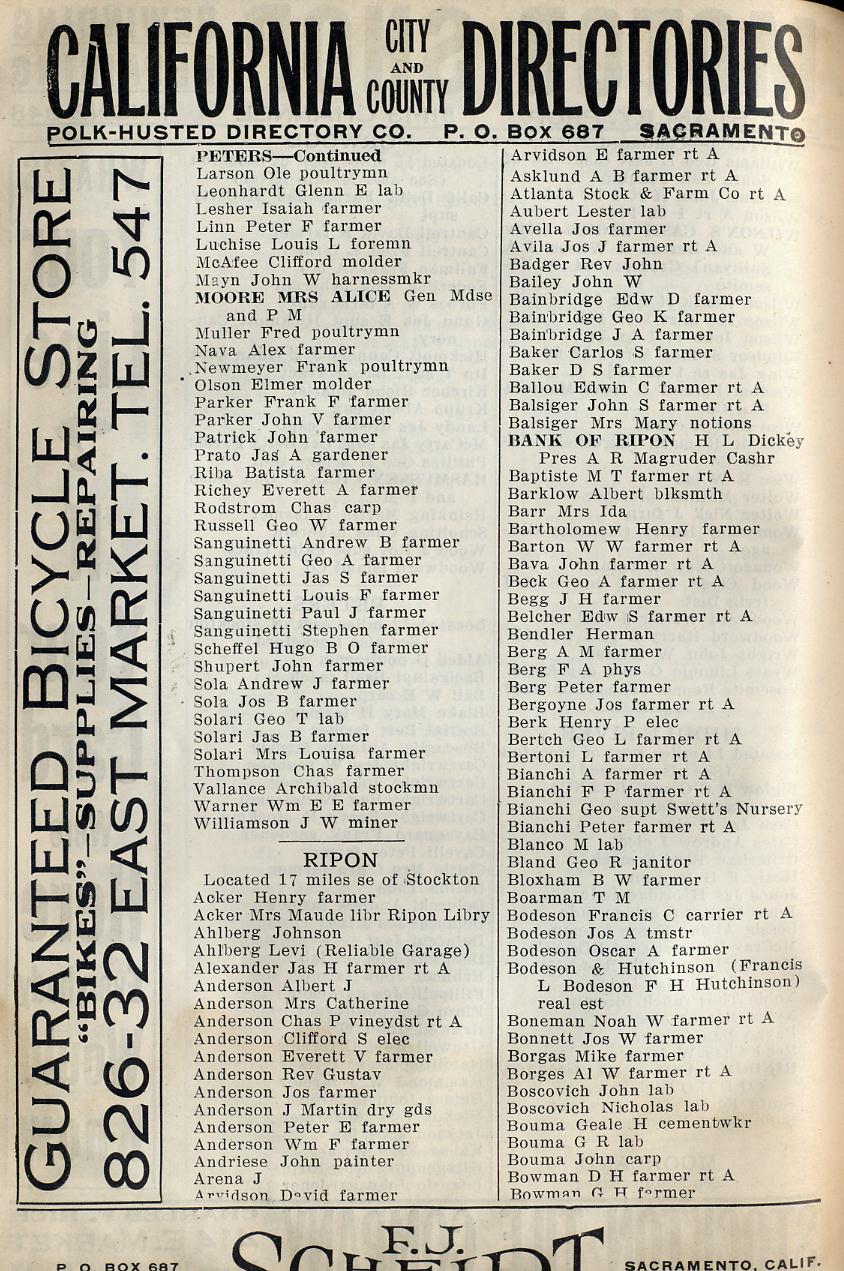 CALIFORNIA CITY AND COUNTY DIRECTORIES
POLK-HUSTED DIRECTORY CO. P. O. Box 687 SACRAMENTO
GUARANTEED BICYCLE STORE
"BIKES"—SUPPLIES—REPAIRING
826-32 EAST MARKET. TEL. 547
PETERS—Continued
Larson Ole poultrymn
Leonhardt Glenn E lab
Lesher Isaiah farmer
Linn Peter F farmer
Luchise Louis L foremn
McAfee Clifford molder
Mayn John W harnessmkr
MOORE MRS ALICE Gen Mdse
and P M
Muller Fred poultrymn
Nava Alex farmer
Newmeyer Frank poultrymn
Olson Elmer molder
Parker Frank F farmer
Parker John V farmer
Patrick John farmer
Prato Jas A gardener
Riba Batista farmer
Richey Everett A farmer
Rodstrom Chas carp
Russell Geo W farmer
Sanguinetti Andrew B farmer
Sanguinetti Geo A farmer
Sanguinetti Jas S farmer
Sanguinetti Louis F farmer
Sanguinetti Paul J farmer
Sanguinetti Stephen farmer
Scheffel Hugo B O farmer
Shupert John farmer
Sola Andrew J farmer
Sola Jos B farmer
Solari Geo T lab
Solari Jas B farmer
Solari Mrs Louisa farmer
Thompson Chas farmer
Vallance Archibald stockmn
Warner Wm E E farmer
Williamson J W miner
RIPON
Located 17 miles se of Stockton
Acker Henry farmer
Acker Mrs Maude libr Ripon Libry
Ahlberg Johnson
Ahlberg Levi (Reliable Garage)
Alexander Jas H farmer rt A
Anderson Albert J
Anderson Mrs Catherine
Anderson Chas P vineydst rt A
Anderson Clifford S elec
Anderson Everett V farmer
Anderson Rev Gustav
Anderson Jos farmer
Anderson J Martin dry gds
Anderson Peter E farmer
Anderson Wm F farmer
Andriese John painter
Arena J
Arvidson David farmer
Arvidson E farmer rt A
Asklund A B farmer rt A
Atlanta Stock & Farm Co rt A
Aubert Lester lab
Avella Jos farmer
Avila Jos J farmer rt A
Badger Rev John
Bailey John W
Bainbridge Edw D farmer
Bainbridge Geo K farmer
Bainbridge J A farmer
Baker Carlos S farmer
Baker D S farmer
Ballou Edwin C farmer rt A
Balsiger John S farmer rt A
Balsiger Mrs Mary notions
BANK OF RIPON H L Dickey
Pres A R Magruder Cashr
Baptiste M T farmer rt A
Barklow Albert blksmth
Barr Mrs Ida
Bartholomew Henry farmer
Barton W W farmer rt A
Bava John farmer rt A
Beck Geo A farmer rt A
Begg J H farmer
Belcher Edw S farmer rt A
Bendler Herman
Berg A M farmer
Berg F A phys
Berg Peter farmer
Bergoyne Jos farmer rt A
Berk Henry P elec
Bertch Geo L farmer rt A
Bertoni L farmer rt A
Bianchi A farmer rt A
Bianchi F P farmer rt A
Bianchi Geo supt Swett's Nursery
Bianchi Peter farmer rt A
Blanco M lab
Bland Geo R janitor
Bloxham B W farmer
Boarman T M
Bodeson Francis C carrier rt A
Bodeson Jos A tmstr
Bodeson Oscar A farmer
Bodeson & Hutchinson (Francis
L Bodeson F H Hutchinson)
real est
Boneman Noah W farmer rt A
Bonnett Jos W farmer
Borgas Mike farmer
Borges Al W farmer rt A
Boscovich John lab
Boscovich Nicholas lab
Bouma Geale H cementwkr
Bouma G R lab
Bouma John carp
Bowman D H farmer rt A
Bowman G H farmer
F.J.
SCHEIDT
P. O. BOX 687 SACRAMENTO, CALIF.